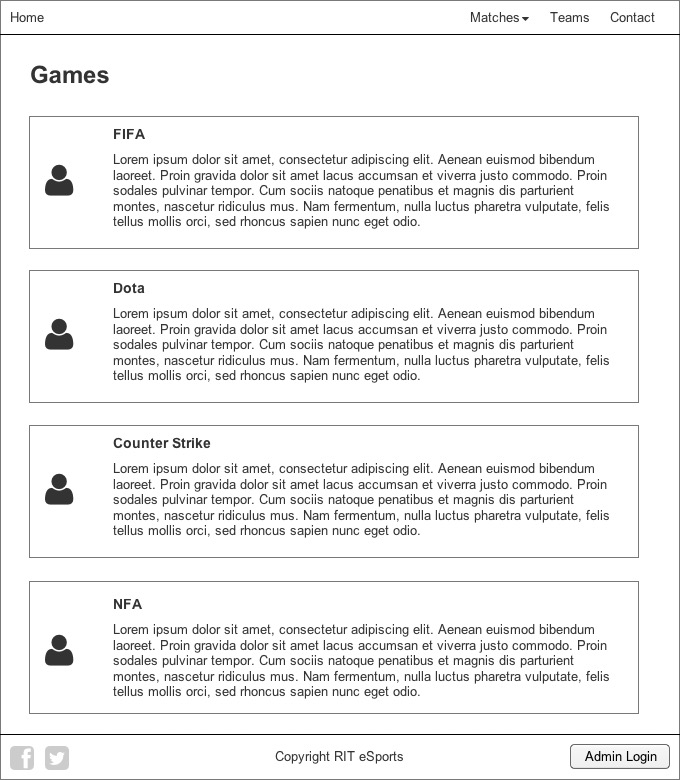 Home Matches Teams Contact
Games
FIFA
Lorem ipsum dolor sit amet, consectetur adipiscing elit. Aenean euismod bibendum
laoreet. Proin gravida dolor sit amet lacus accumsan et viverra justo commodo. Proin
sodales pulvinar tempor. Cum sociis natoque penatibus et magnis dis parturient
montes, nascetur ridiculus mus. Nam fermentum, nulla luctus pharetra vulputate, felis
tellus mollis orci, sed rhoncus sapien nunc eget odio.
Dota
Lorem ipsum dolor sit amet, consectetur adipiscing elit. Aenean euismod bibendum
laoreet. Proin gravida dolor sit amet lacus accumsan et viverra justo commodo. Proin
sodales pulvinar tempor. Cum sociis natoque penatibus et magnis dis parturient
montes, nascetur ridiculus mus. Nam fermentum, nulla luctus pharetra vulputate, felis
tellus mollis orci, sed rhoncus sapien nunc eget odio.
Counter Strike
Lorem ipsum dolor sit amet, consectetur adipiscing elit. Aenean euismod bibendum
laoreet. Proin gravida dolor sit amet lacus accumsan et viverra justo commodo. Proin
sodales pulvinar tempor. Cum sociis natoque penatibus et magnis dis parturient
montes, nascetur ridiculus mus. Nam fermentum, nulla luctus pharetra vulputate, felis
tellus mollis orci, sed rhoncus sapien nunc eget odio.
NFA
Lorem ipsum dolor sit amet, consectetur adipiscing elit. Aenean euismod bibendum
laoreet. Proin gravida dolor sit amet lacus accumsan et viverra justo commodo. Proin
sodales pulvinar tempor. Cum sociis natoque penatibus et magnis dis parturient
montes, nascetur ridiculus mus. Nam fermentum, nulla luctus pharetra vulputate, felis
tellus mollis orci, sed rhoncus sapien nunc eget odio.
Copyright RIT eSports Admin Login